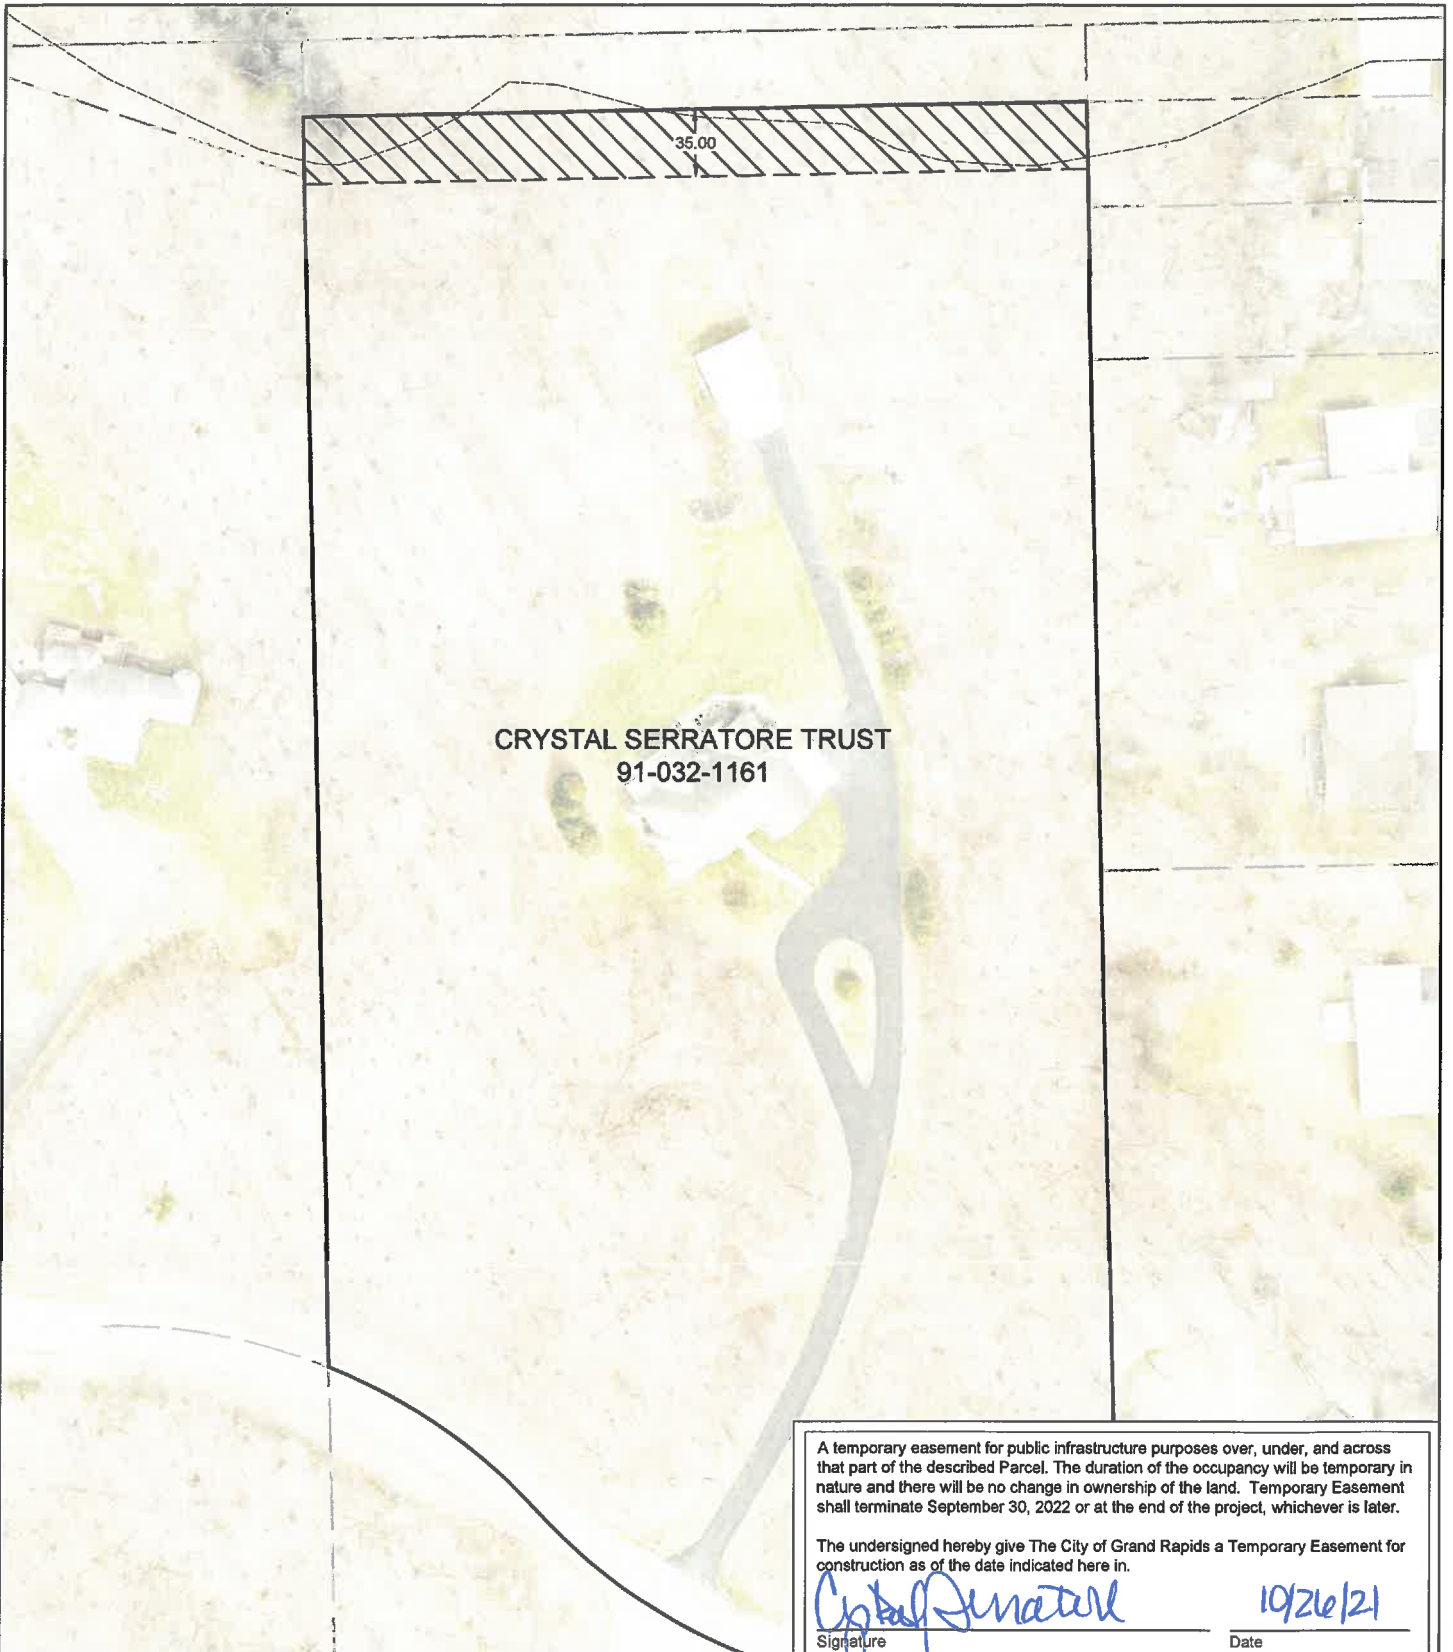 35.00
CRYSTAL SERRATORE TRUST
91-032-1161
A temporary easement for public infrastructure purposes over, under, and across
that part of the described Parcel. The duration of the occupancy will be temporary in
nature and there will be no change in ownership of the land. Temporary Easement
shall terminate September 30, 2022 or at the end of the project, whichever is later.
The undersigned hereby give The City of Grand Rapids a Temporary Easement for
construction as of the date indicated here in.
Crystal Serratore 10/26/21
Signature Date